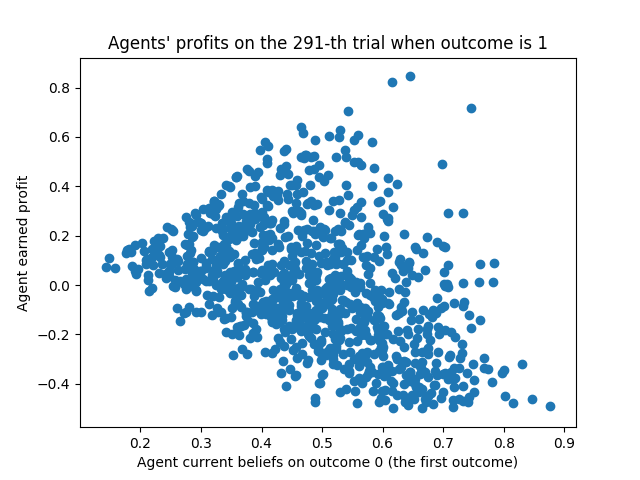 Agents' profits on the 291-th trial when outcome is 1
Agent earned profit
0.8
0.6
0.4
0.2
0.0
−0.2
−0.4
0.2 0.3 0.4 0.5 0.6 0.7 0.8 0.9
Agent current beliefs on outcome 0 (the first outcome)